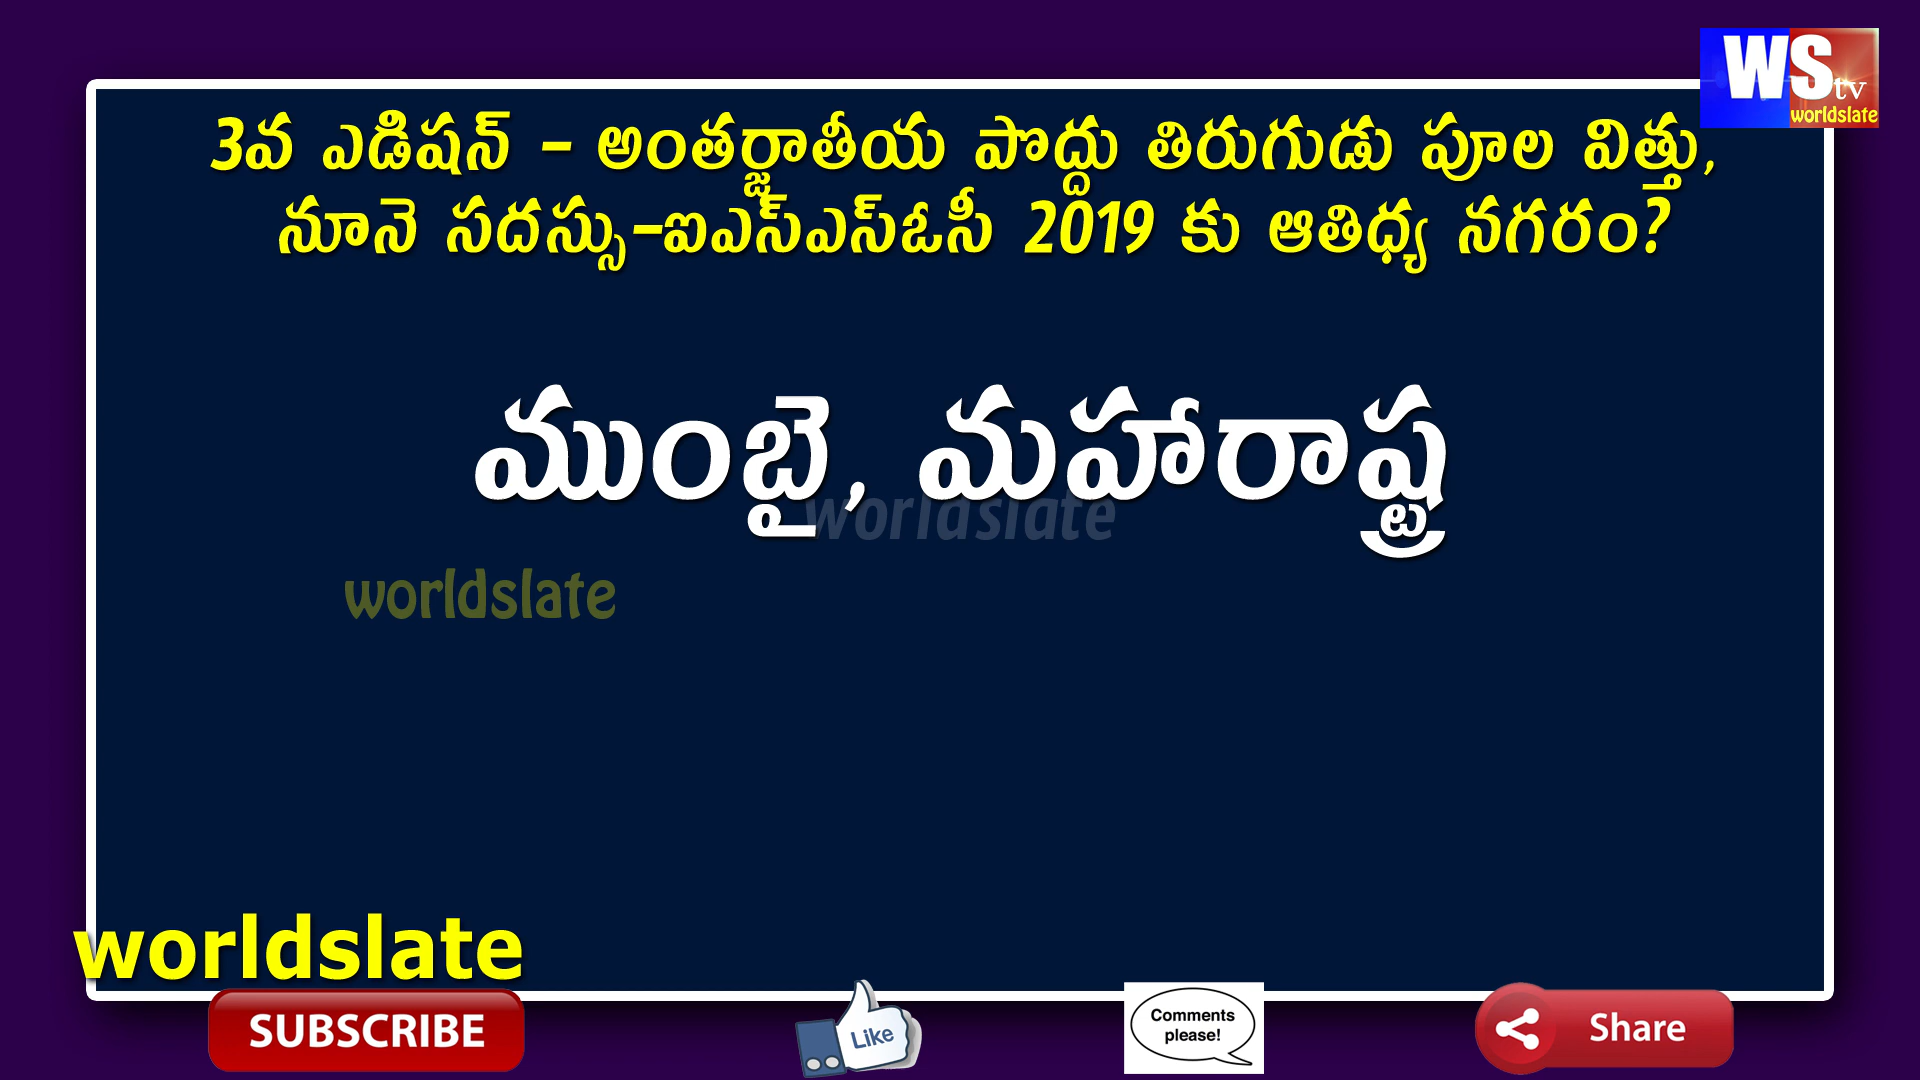 WS tv
worldslate
3వ ఎడిషన్ - అంతర్జాతీయ పొద్దు తిరుగుడు పూల విత్తు,
నూనె సదస్సు-ఐఎస్ఎస్ఓసీ 2019 కు ఆతిధ్య నగరం?
ముంబై, మహారాష్ట్ర
worldslate
worldslate
worldslate
SUBSCRIBE
Like
Comments
please!
Share